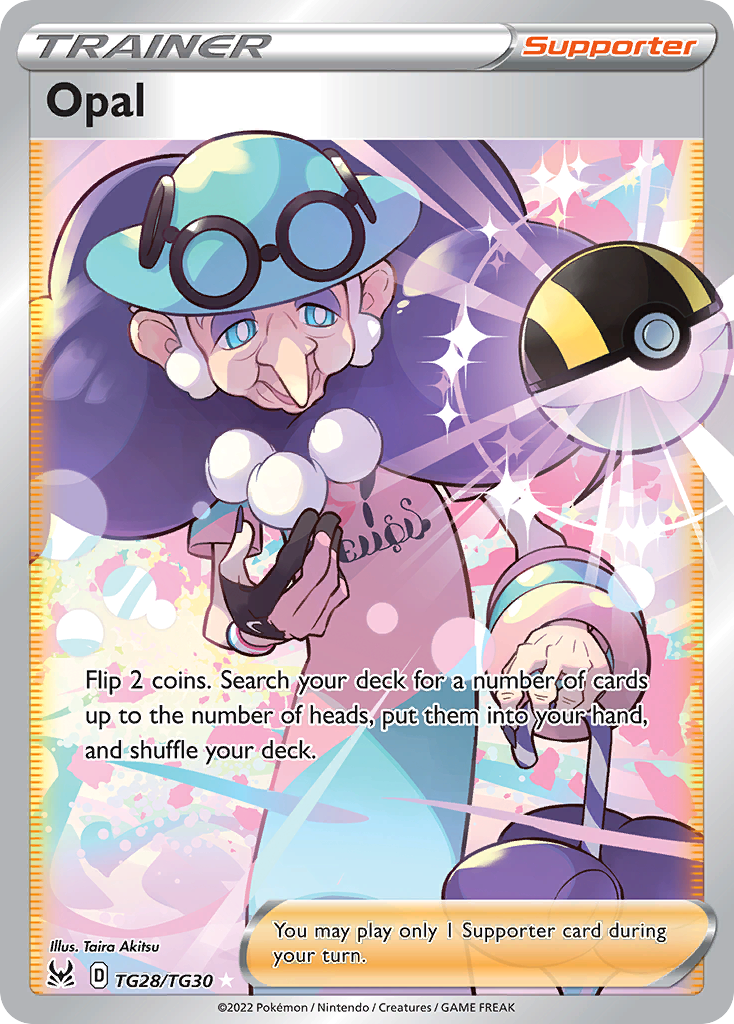 TRAINER
Supporter
Opal
Flip 2 coins. Search your deck for a number of cards
up to the number of heads, put them into your hand,
and shuffle your deck.
You may play only 1 Supporter card during
your turn.
Illus. Taira Akitsu
D TG28/TG30
©2022 Pokémon / Nintendo / Creatures / GAME FREAK